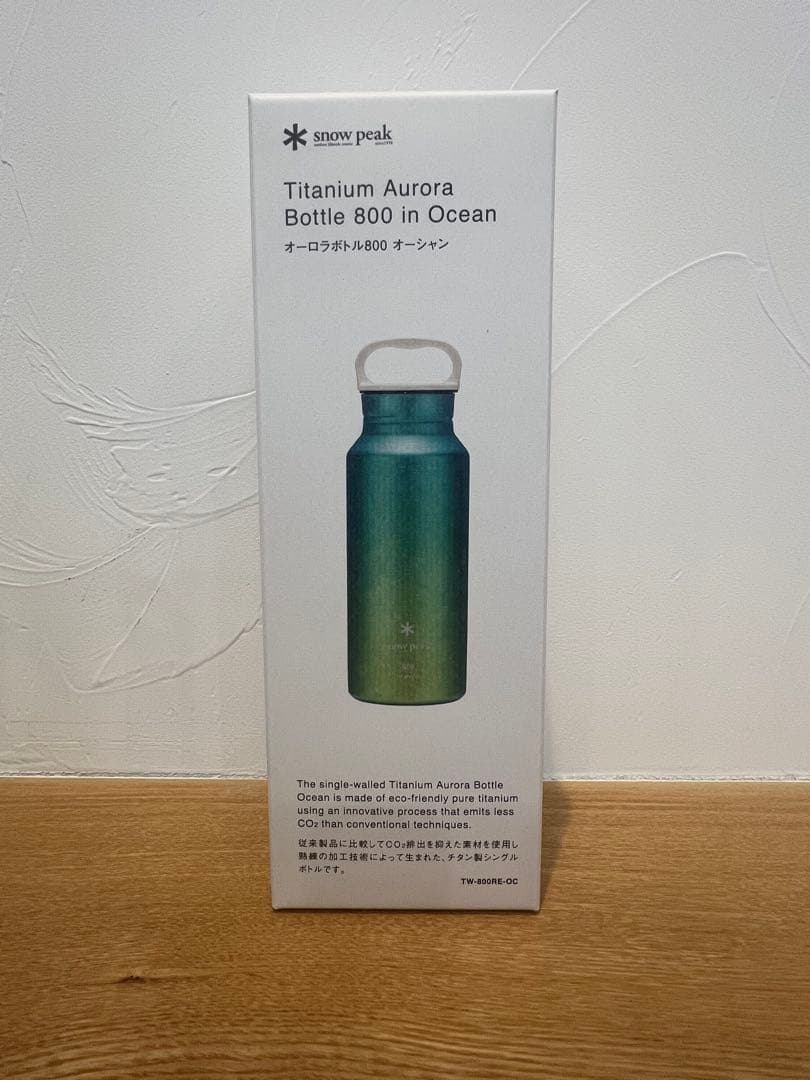 snow peak
Titanium Aurora
Bottle 800 in Ocean
オーロラボトル800 オーシャン
snow peak
800
The single-walled Titanium Aurora Bottle
Ocean is made of eco-friendly pure titanium
using an innovative process that emits less
CO₂ than conventional techniques.
従来製品に比較してCO₂排出を抑えた素材を使用し
熟練の加工技術によって生まれた、チタン製シングル
ボトルです。
TW-800RE-OC